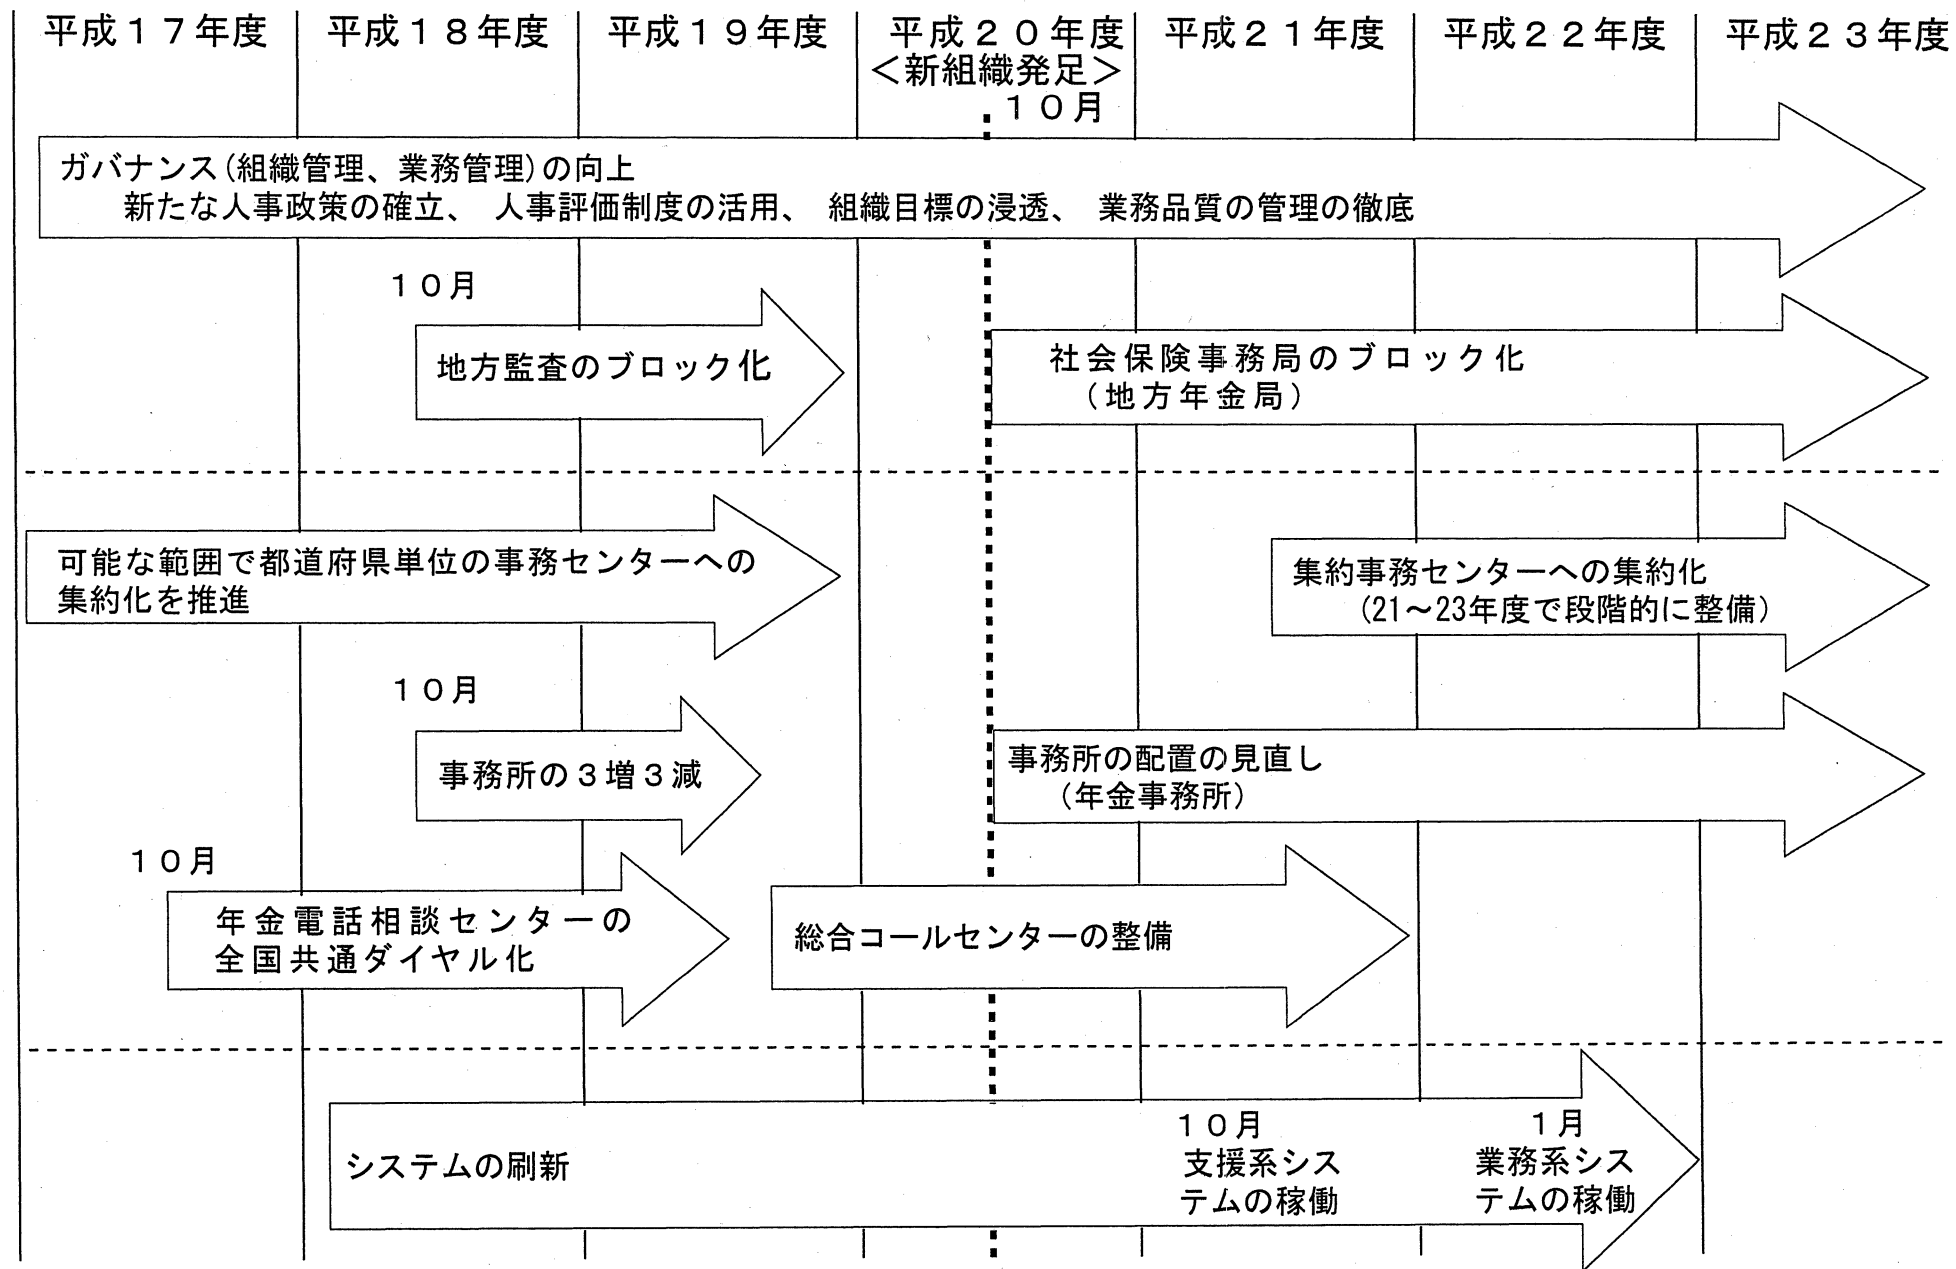 平成１７年度
平成１８年度
平成１９年度
平成２０年度
平成２１年度
平成２２年度
平成２３年度
＜新組織発足＞
１０月
ガバナンス(組織管理、業務管理)の向上
新たな人事政策の確立、 人事評価制度の活用、 組織目標の浸透、 業務品質の管理の徹底
１０月
地方監査のブロック化
社会保険事務局のブロック化
（地方年金局）
可能な範囲で都道府県単位の事務センターへの
集約化を推進
集約事務センターへの集約化
（21～23年度で段階的に整備）
１０月
事務所の３増３減
事務所の配置の見直し
（年金事務所）
１０月
年金電話相談センターの
全国共通ダイヤル化
総合コールセンターの整備
システムの刷新
１０月
支援系シス
テムの稼働
１月
業務系シス
テムの稼働